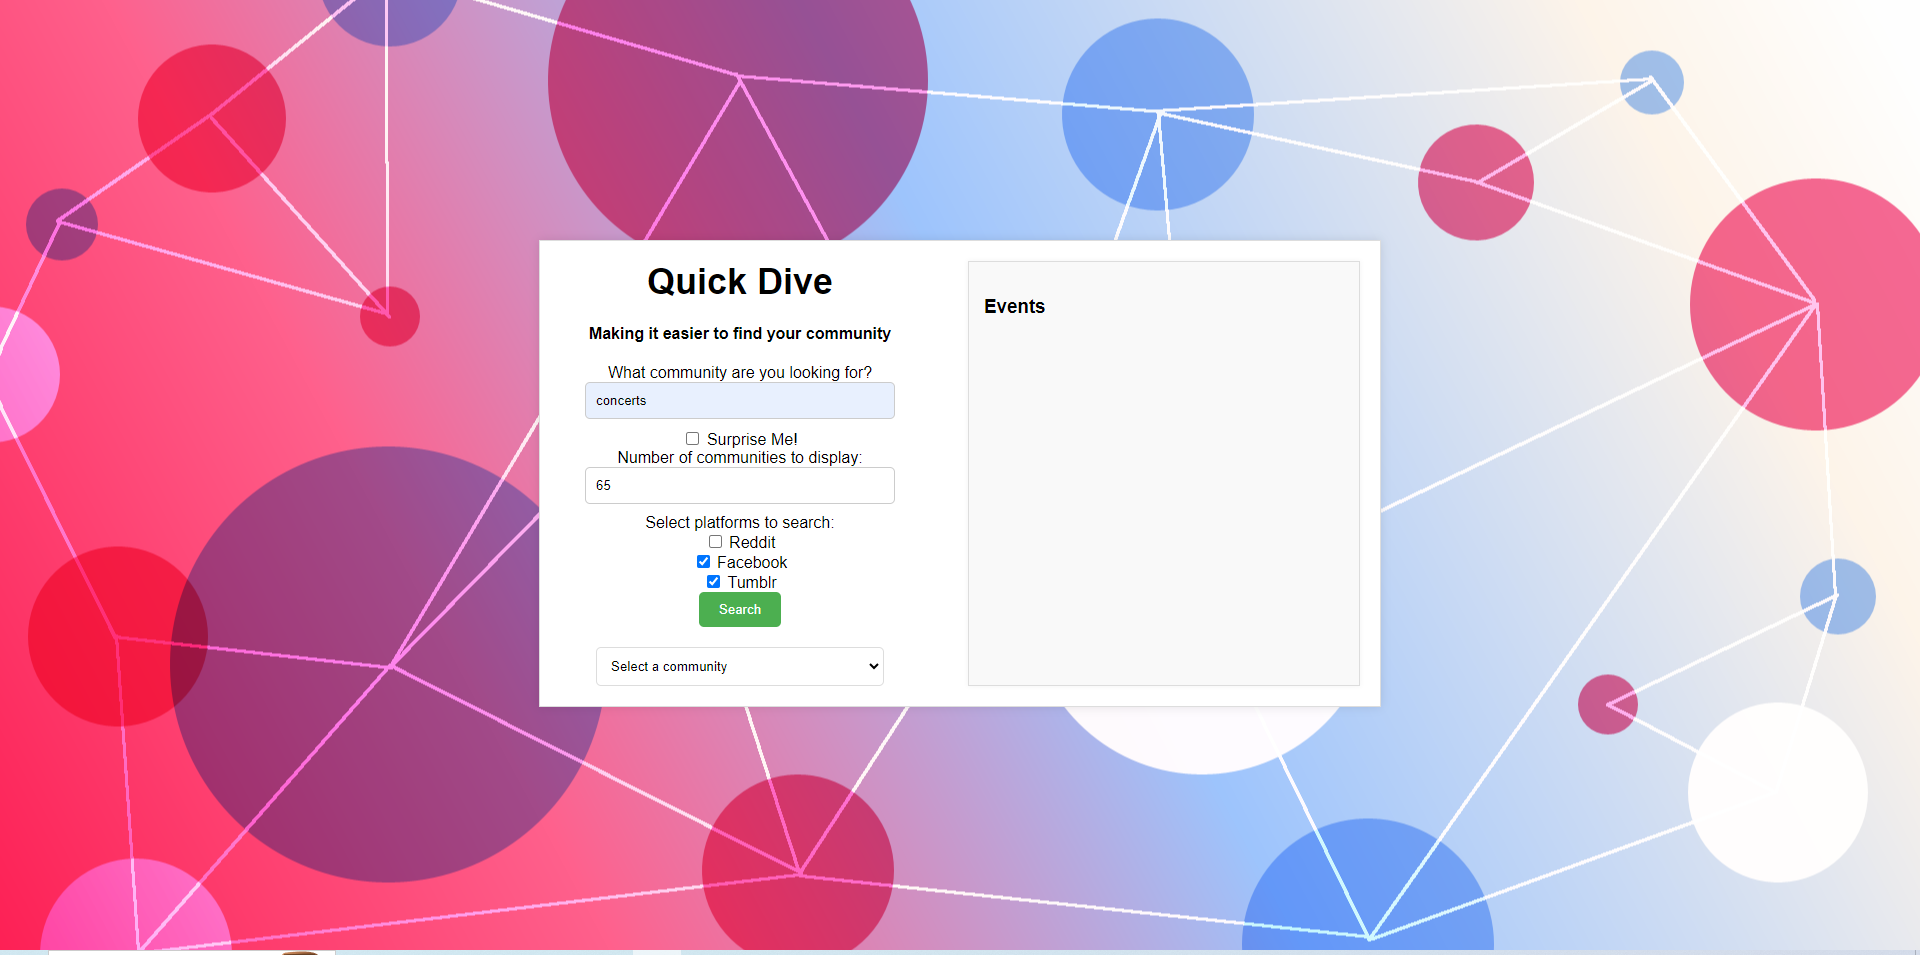 Quick Dive
Making it easier to find your community
What community are you looking for?
concerts
Surprise Me!
Number of communities to display:
65
Select platforms to search:
Reddit
Facebook
Tumblr
Search
Select a community
Events